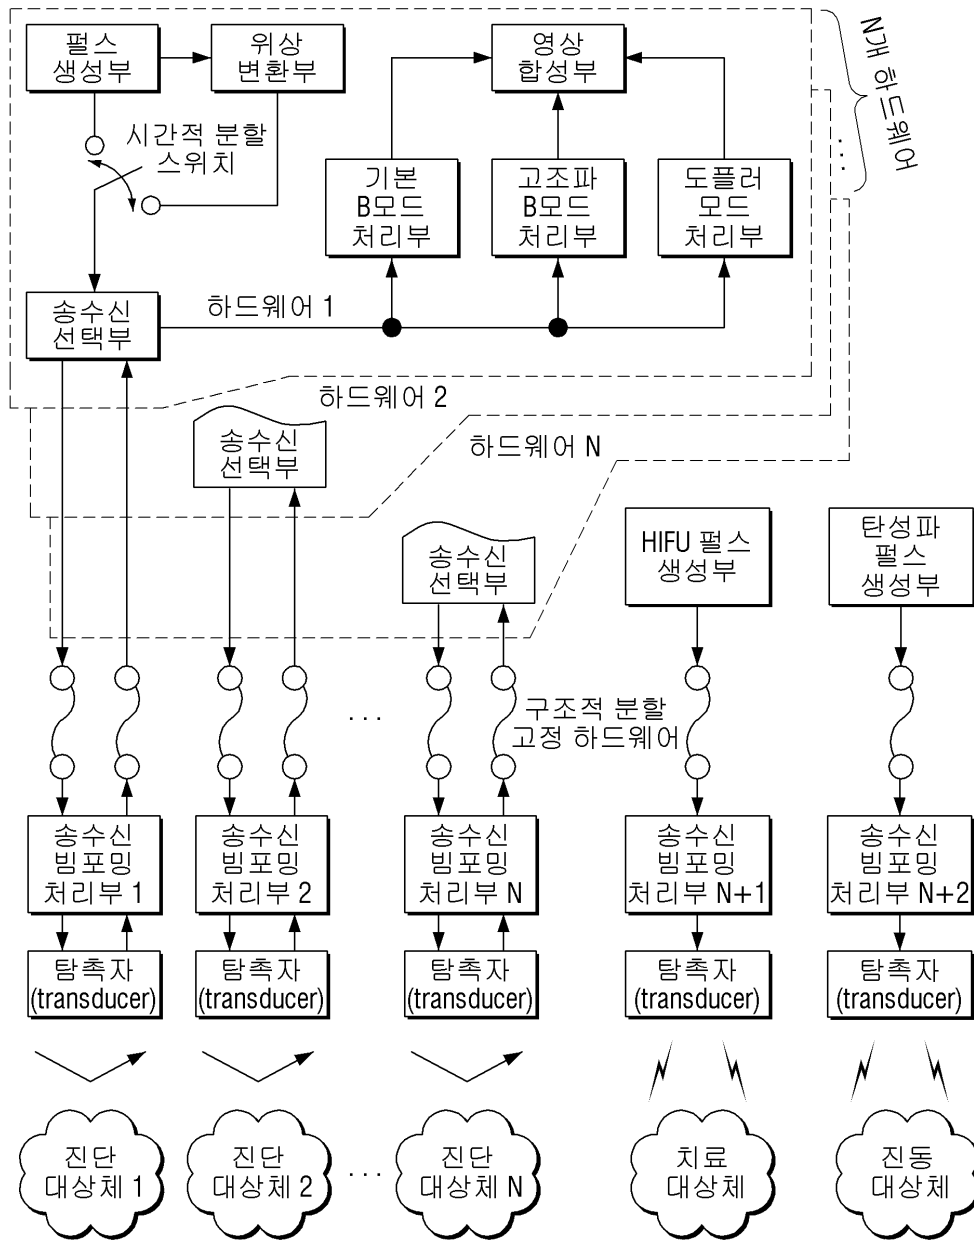 펄스
생성부
위상
변환부
영상
합성부
N개 하드웨어
시간적 분할
스위치
기본
B모드
처리부
고조파
B모드
처리부
도플러
모드
처리부
...
송수신
선택부
하드웨어 1
하드웨어 2
송수신
선택부
하드웨어 N
송수신
선택부
HIFU 펄스
생성부
탄성파
펄스
생성부
...
구조적 분할
고정 하드웨어
송수신
빔포밍
처리부 1
송수신
빔포밍
처리부 2
송수신
빔포밍
처리부 N
송수신
빔포밍
처리부 N+1
송수신
빔포밍
처리부 N+2
탐촉자
(transducer)
탐촉자
(transducer)
탐촉자
(transducer)
탐촉자
(transducer)
탐촉자
(transducer)
진단
대상체 1
진단
대상체 2
...
진단
대상체 N
치료
대상체
진동
대상체